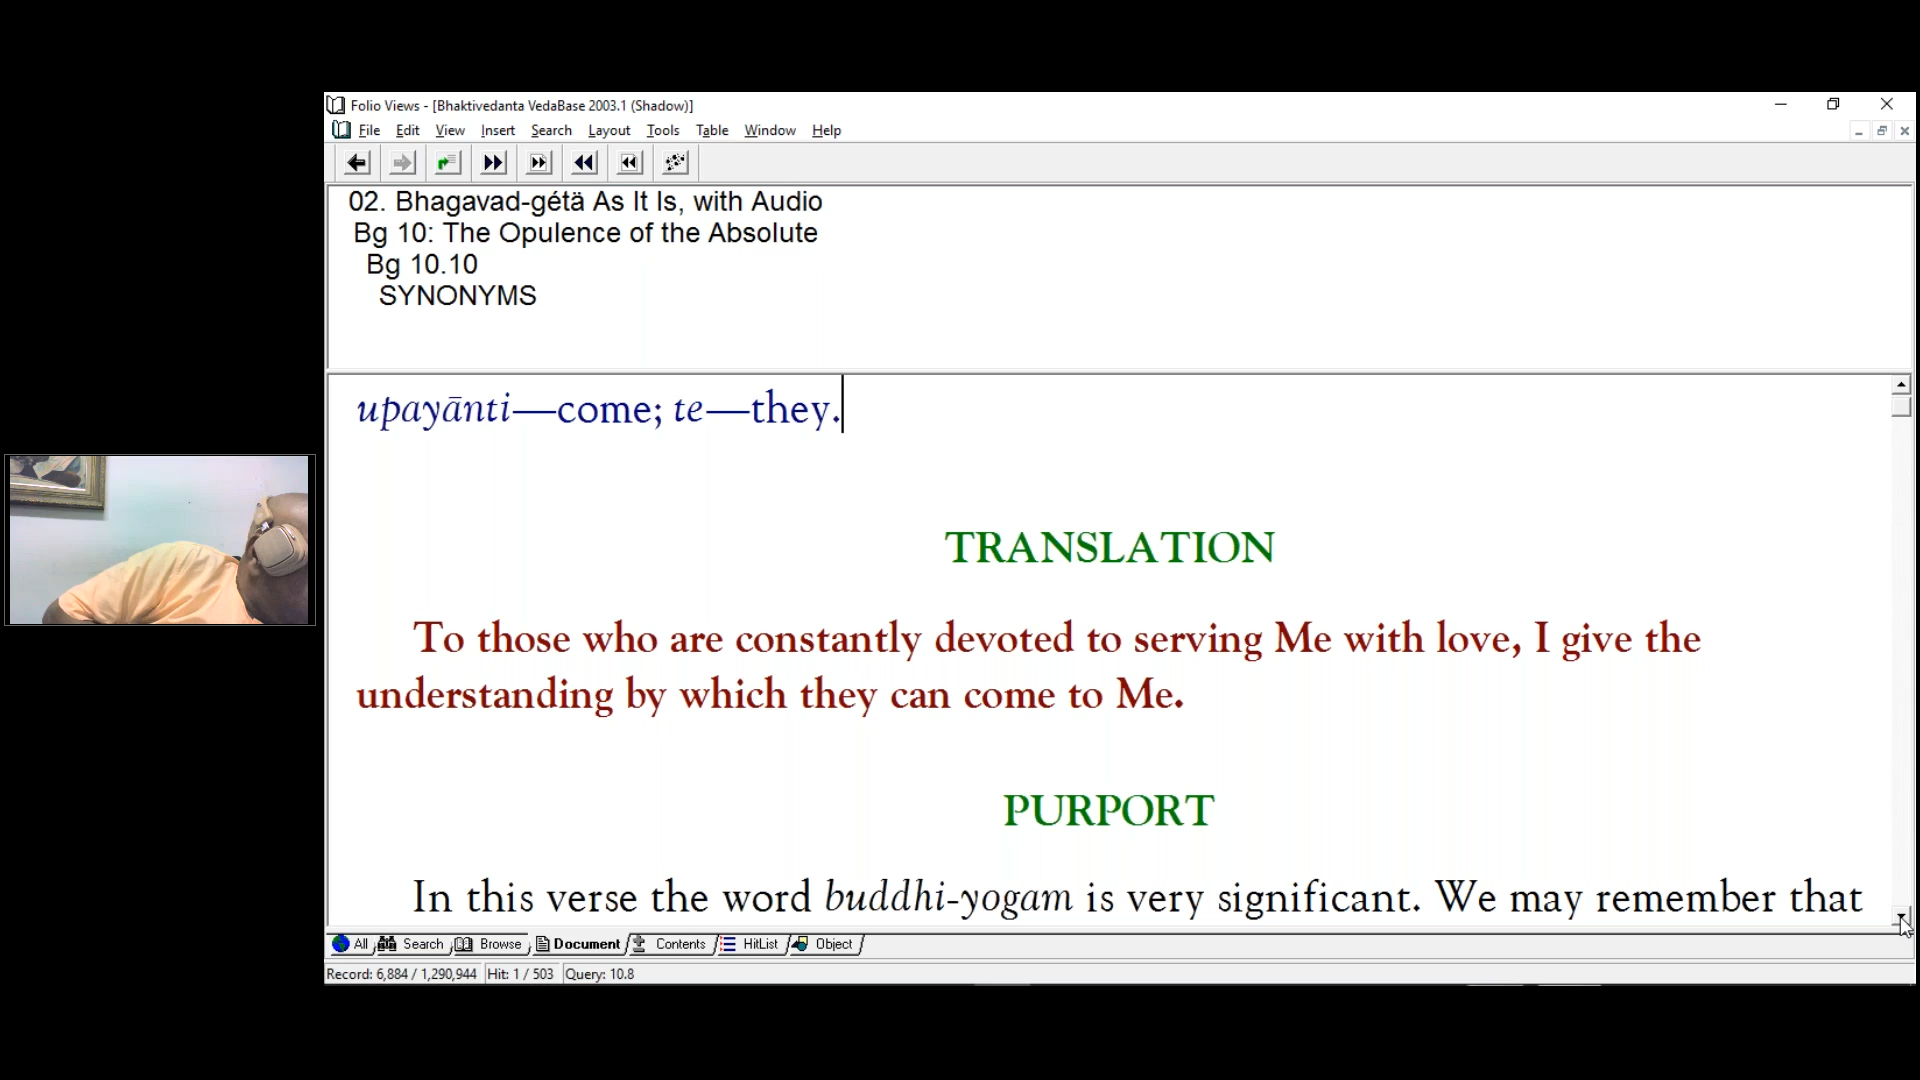 Folio Views - [Bhaktivedanta VedaBase 2003.1 (Shadow)]
File Edit View Insert Search Layout Tools Table Window Help
02. Bhagavad-gétä As It Is, with Audio
Bg 10: The Opulence of the Absolute
Bg 10.10
SYNONYMS
upayānti—come; te—they.
TRANSLATION
To those who are constantly devoted to serving Me with love, I give the
understanding by which they can come to Me.
PURPORT
In this verse the word buddhi-yogam is very significant. We may remember that
All Search Browse Document Contents HitList Object
Record: 6,884 / 1,290,944 Hit: 1 / 503 Query: 10.8